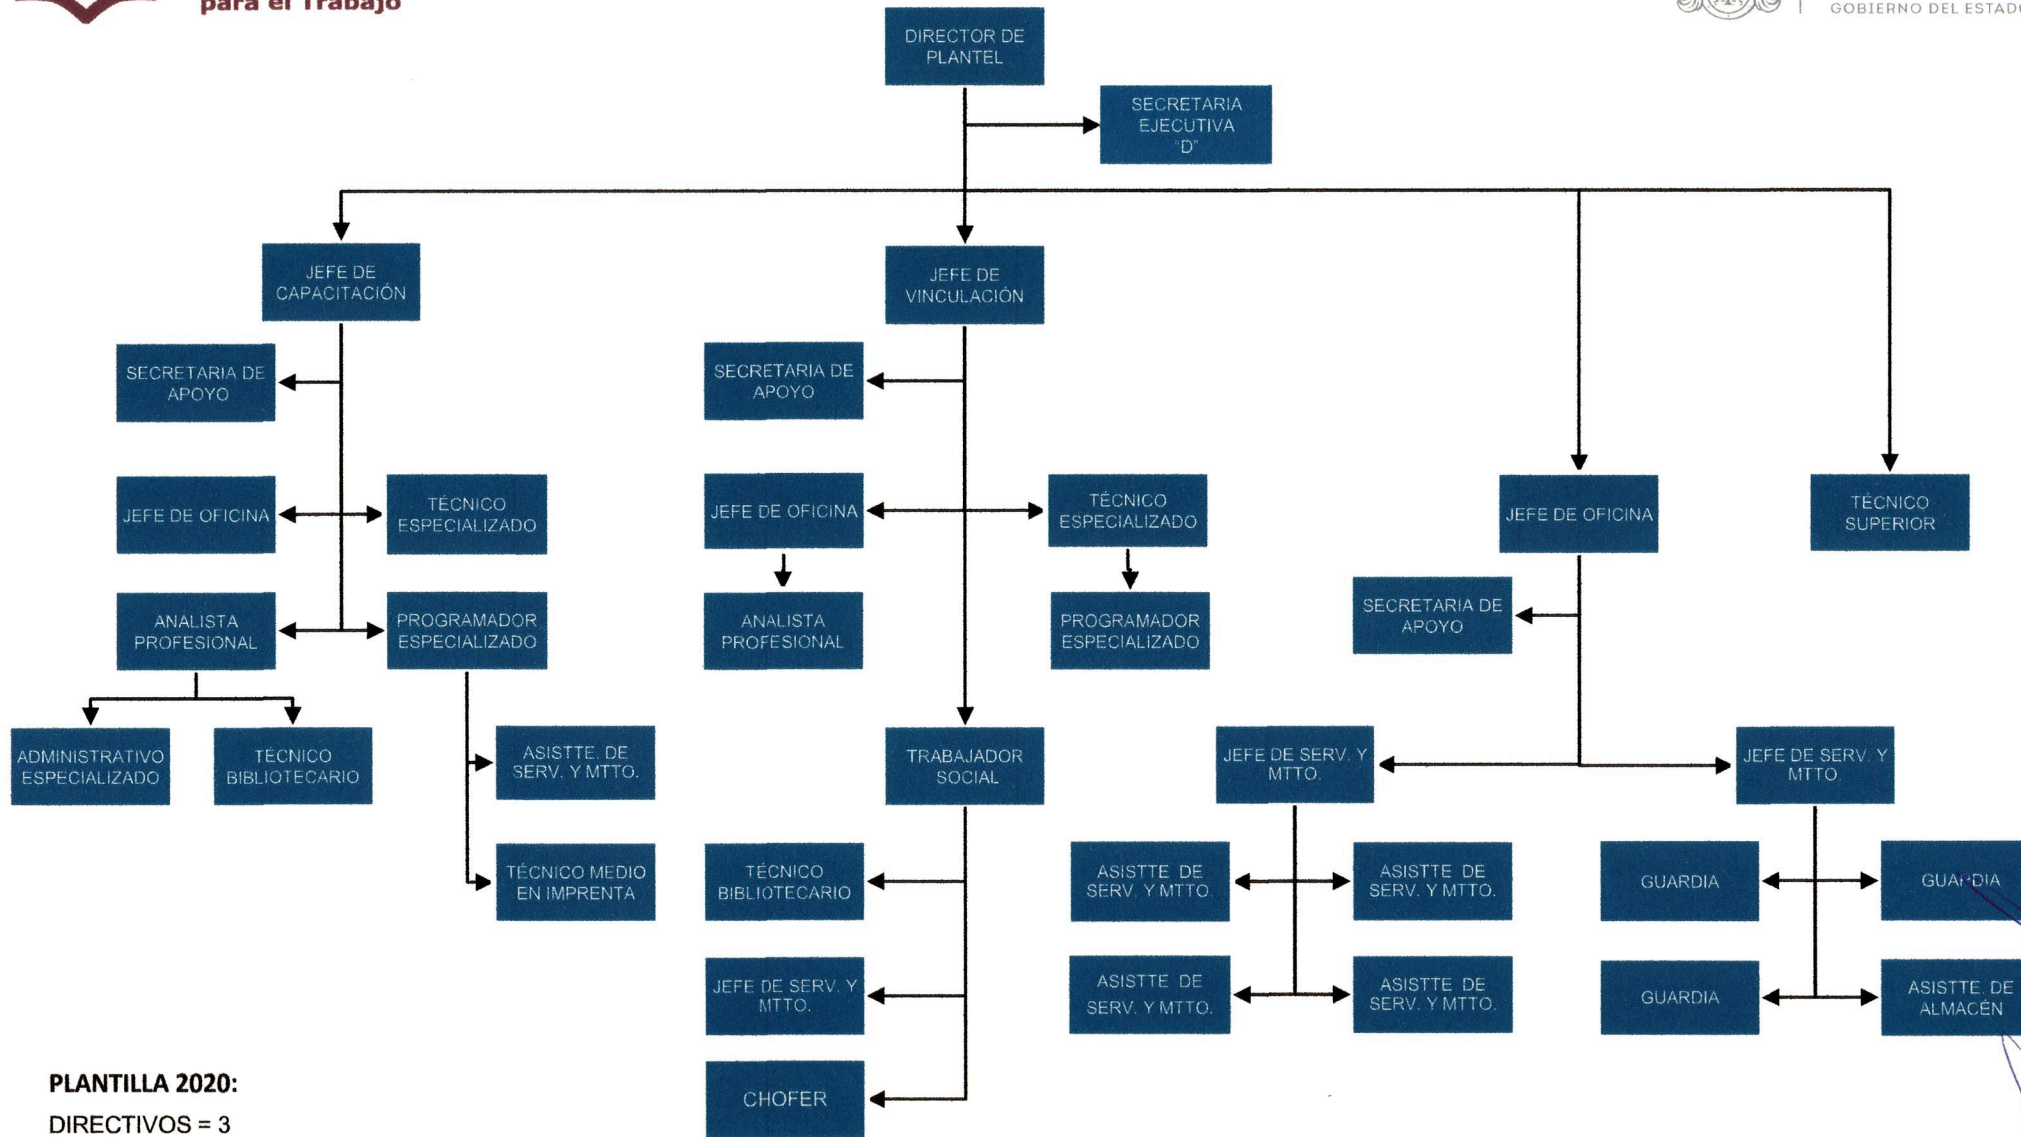 para el Trabajo
GOBIERNO DEL ESTADO
DIRECTOR DE
PLANTEL
SECRETARIA
EJECUTIVA
"D"
JEFE DE
CAPACITACIÓN
JEFE DE
VINCULACIÓN
SECRETARIA DE
APOYO
SECRETARIA DE
APOYO
JEFE DE OFICINA
TÉCNICO
ESPECIALIZADO
JEFE DE OFICINA
TÉCNICO
ESPECIALIZADO
JEFE DE OFICINA
TÉCNICO
SUPERIOR
ANALISTA
PROFESIONAL
PROGRAMADOR
ESPECIALIZADO
ANALISTA
PROFESIONAL
PROGRAMADOR
ESPECIALIZADO
SECRETARIA DE
APOYO
ADMINISTRATIVO
ESPECIALIZADO
TÉCNICO
BIBLIOTECARIO
ASISTTE. DE
SERV. Y MTTO.
TRABAJADOR
SOCIAL
JEFE DE SERV. Y
MTTO.
JEFE DE SERV. Y
MTTO.
TÉCNICO MEDIO
EN IMPRENTA
TÉCNICO
BIBLIOTECARIO
ASISTTE DE
SERV. Y MTTO.
ASISTTE DE
SERV. Y MTTO.
GUARDIA
GUARDIA
JEFE DE SERV. Y
MTTO.
ASISTTE DE
SERV. Y MTTO.
ASISTTE DE
SERV. Y MTTO.
GUARDIA
ASISTTE. DE
ALMACÉN
CHOFER
PLANTILLA 2020:
DIRECTIVOS = 3